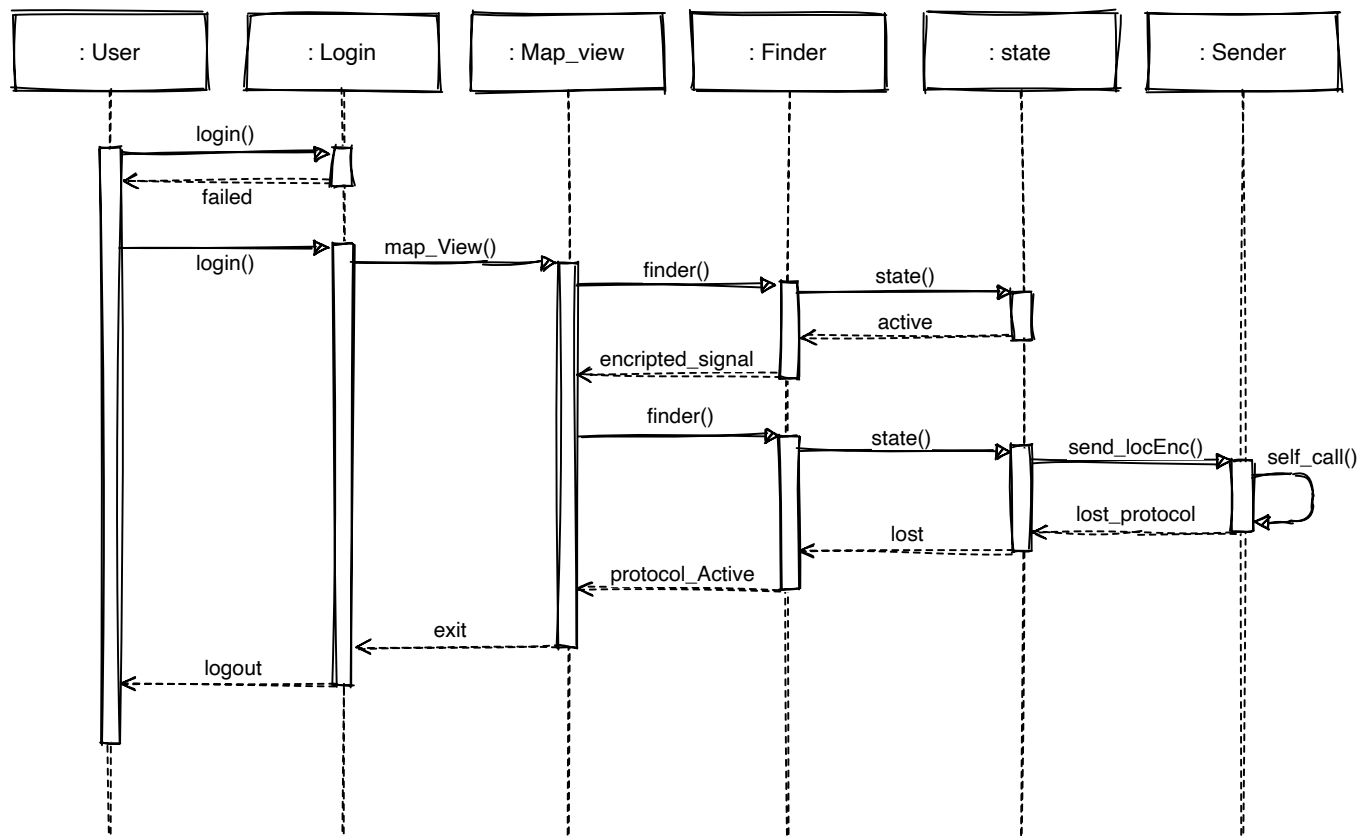 : User
: Login
: Map_view
: Finder
: state
: Sender
login()
failed
login()
map_View()
finder()
state()
active
encripted_signal
finder()
state()
send_locEnc()
self_call()
lost_protocol
lost
protocol_Active
exit
logout